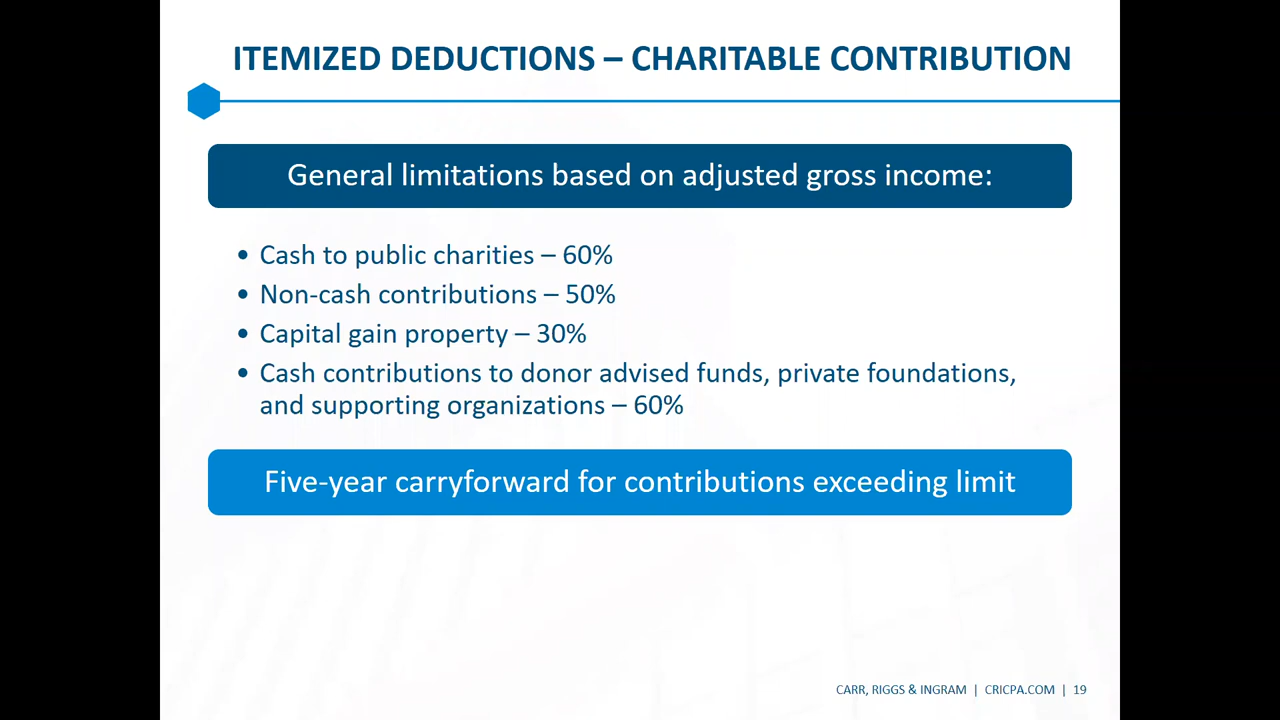 ITEMIZED DEDUCTIONS – CHARITABLE CONTRIBUTION
General limitations based on adjusted gross income:
• Cash to public charities – 60%
• Non-cash contributions – 50%
• Capital gain property – 30%
• Cash contributions to donor advised funds, private foundations,
and supporting organizations – 60%
Five-year carryforward for contributions exceeding limit
CARR, RIGGS & INGRAM | CRICPA.COM | 19